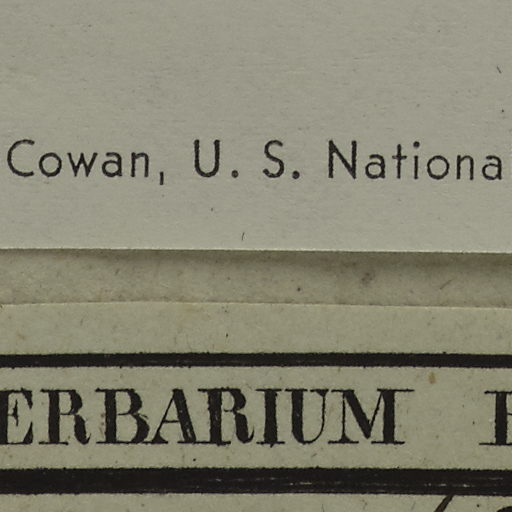 Cowan, U. S. Nationa
ERBARIUM